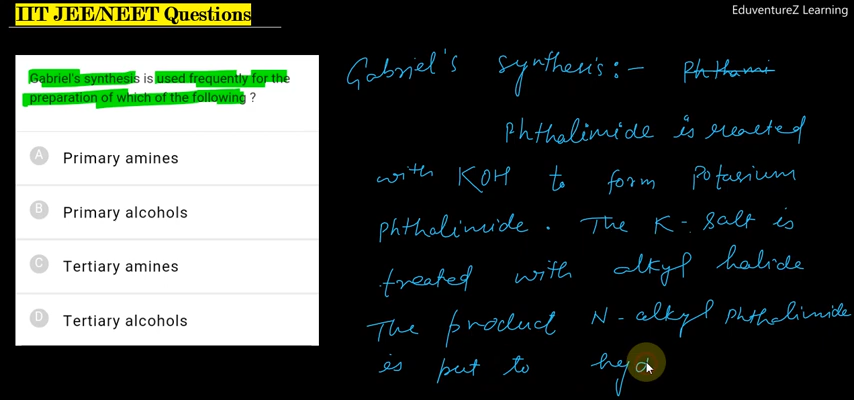 IIT JEE/NEET Questions
EduventureZ Learning
Gabriel's synthesis is used frequently for the
preparation of which of the following ?
A Primary amines
B Primary alcohols
C Tertiary amines
D Tertiary alcohols
Gabriel's synthesis:-
Phthalimide is reacted
with KOH to form Potasium
phthalimide. The K-salt is
treated with alkyl halide
The product N-alkyl phthalimide
is put to hyd